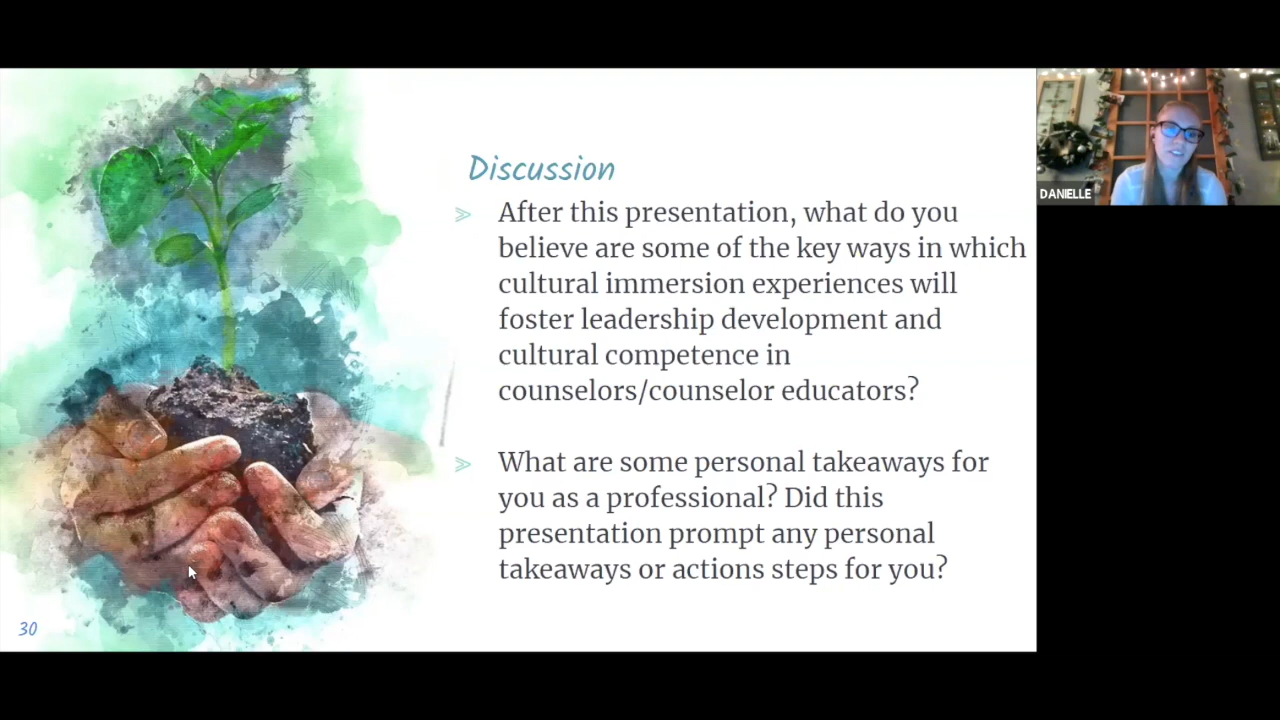 Discussion
After this presentation, what do you
believe are some of the key ways in which
cultural immersion experiences will
foster leadership development and
cultural competence in
counselors/counselor educators?
What are some personal takeaways for
you as a professional? Did this
presentation prompt any personal
takeaways or actions steps for you?
30
DANIELLE